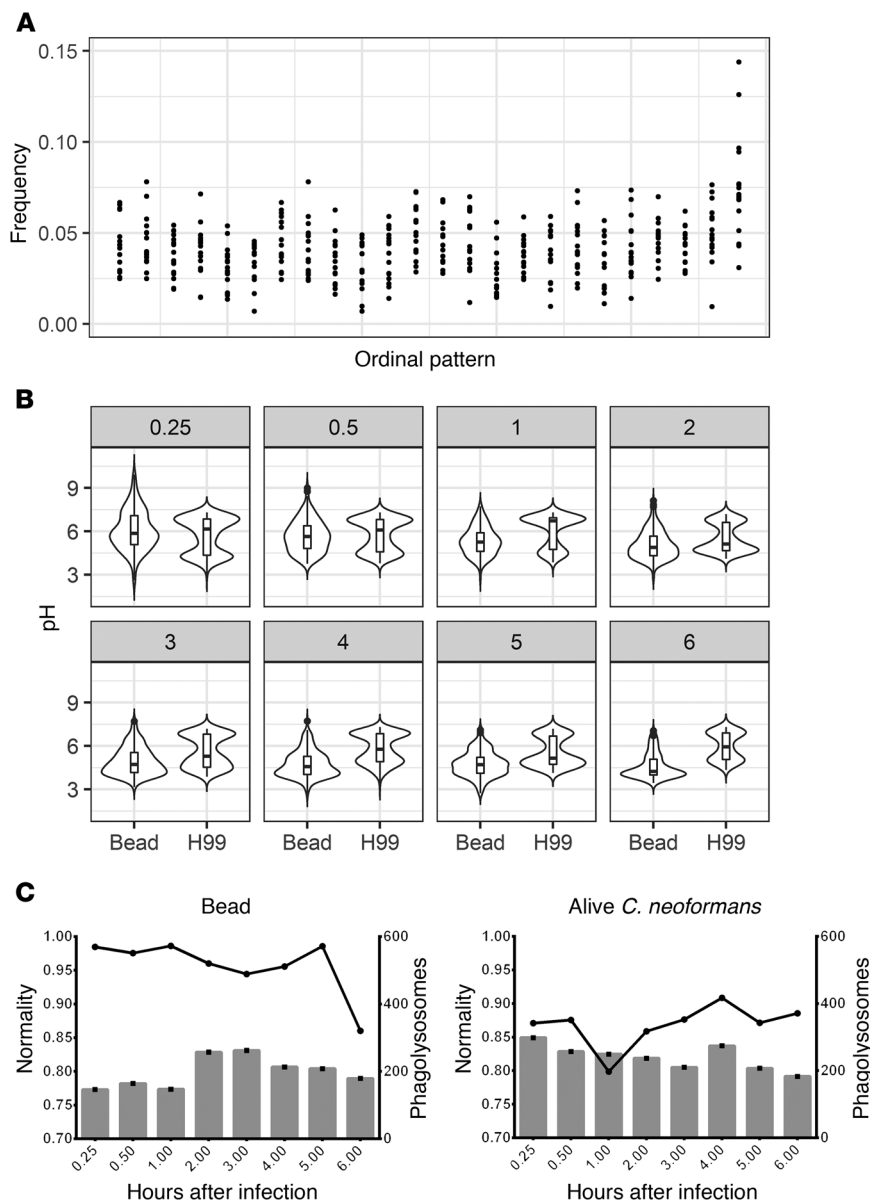 A
0.15
0.10
0.05
0.00
Frequency
Ordinal pattern
B
0.25 0.5 1 2
9
6
3
pH
3 4 5 6
9
6
3
Bead H99 Bead H99 Bead H99 Bead H99
C
Bead
1.00
0.95
0.90
0.85
0.80
0.75
0.70
Normality
600
400
200
0
Phagolysosomes
0.25 0.50 1.00 2.00 3.00 4.00 5.00 6.00
Hours after infection
Alive C. neoformans
1.00
0.95
0.90
0.85
0.80
0.75
0.70
Normality
600
400
200
0
Phagolysosomes
0.25 0.50 1.00 2.00 3.00 4.00 5.00 6.00
Hours after infection